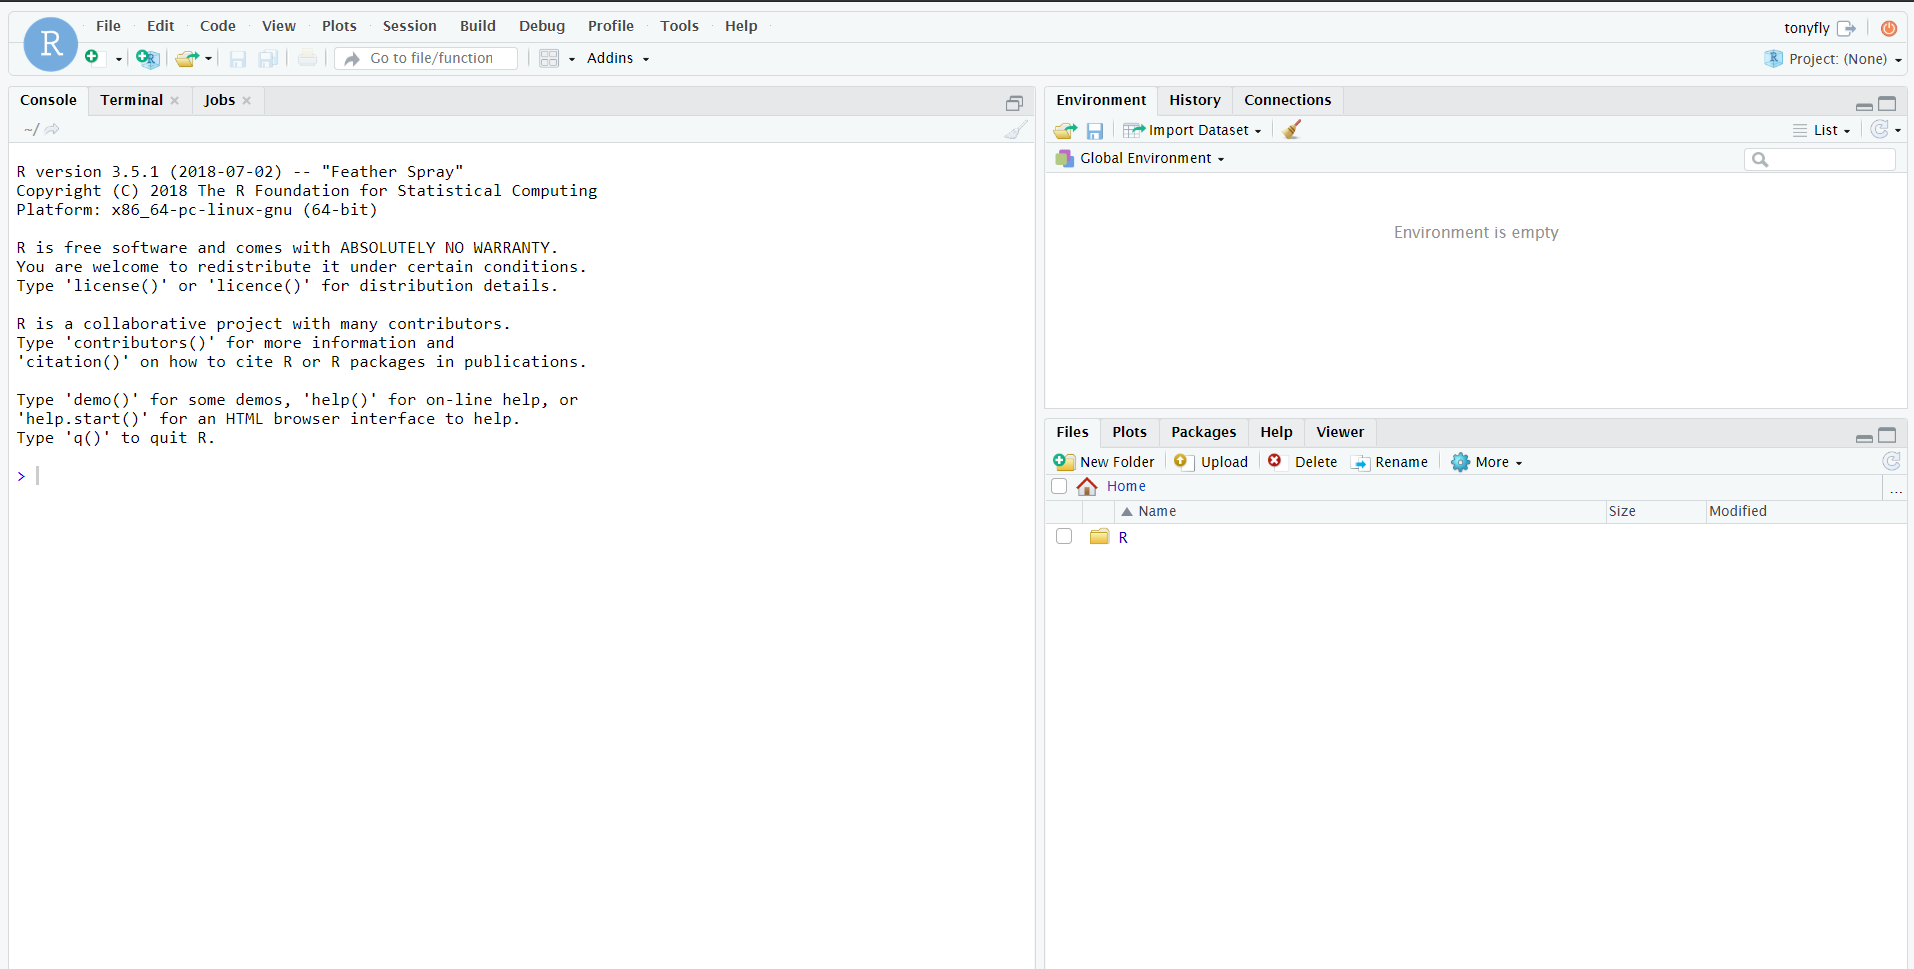 R
File Edit Code View Plots Session Build Debug Profile Tools Help
tonyfly
Go to file/function
Addins
Project: (None)
Console Terminal Jobs
~/
R version 3.5.1 (2018-07-02) -- "Feather Spray"
Copyright (C) 2018 The R Foundation for Statistical Computing
Platform: x86_64-pc-linux-gnu (64-bit)
R is free software and comes with ABSOLUTELY NO WARRANTY.
You are welcome to redistribute it under certain conditions.
Type 'license()' or 'licence()' for distribution details.
R is a collaborative project with many contributors.
Type 'contributors()' for more information and
'citation()' on how to cite R or R packages in publications.
Type 'demo()' for some demos, 'help()' for on-line help, or
'help.start()' for an HTML browser interface to help.
Type 'q()' to quit R.
>
Environment History Connections
Import Dataset
List
Global Environment
Environment is empty
Files Plots Packages Help Viewer
New Folder Upload Delete Rename More
Home
...
Name Size Modified
R